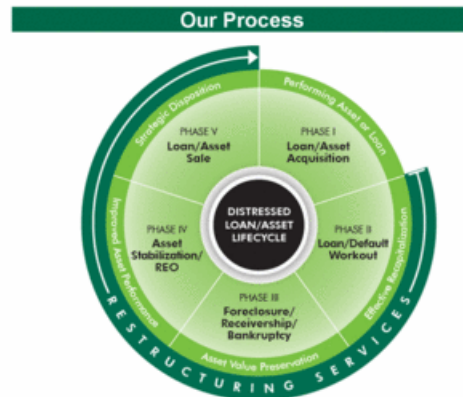 Our Process
Performing Asset or Loan
PHASE I
Loan/Asset
Acquisition
Effective Recapitalization
PHASE II
Loan/Default
Workout
Asset Value Preservation
PHASE III
Foreclosure/
Receivership/
Bankruptcy
Improved Asset Performance
PHASE IV
Asset
Stabilization/
REO
Strategic Disposition
PHASE V
Loan/Asset
Sale
DISTRESSED
LOAN/ASSET
LIFECYCLE
RESTRUCTURING SERVICES